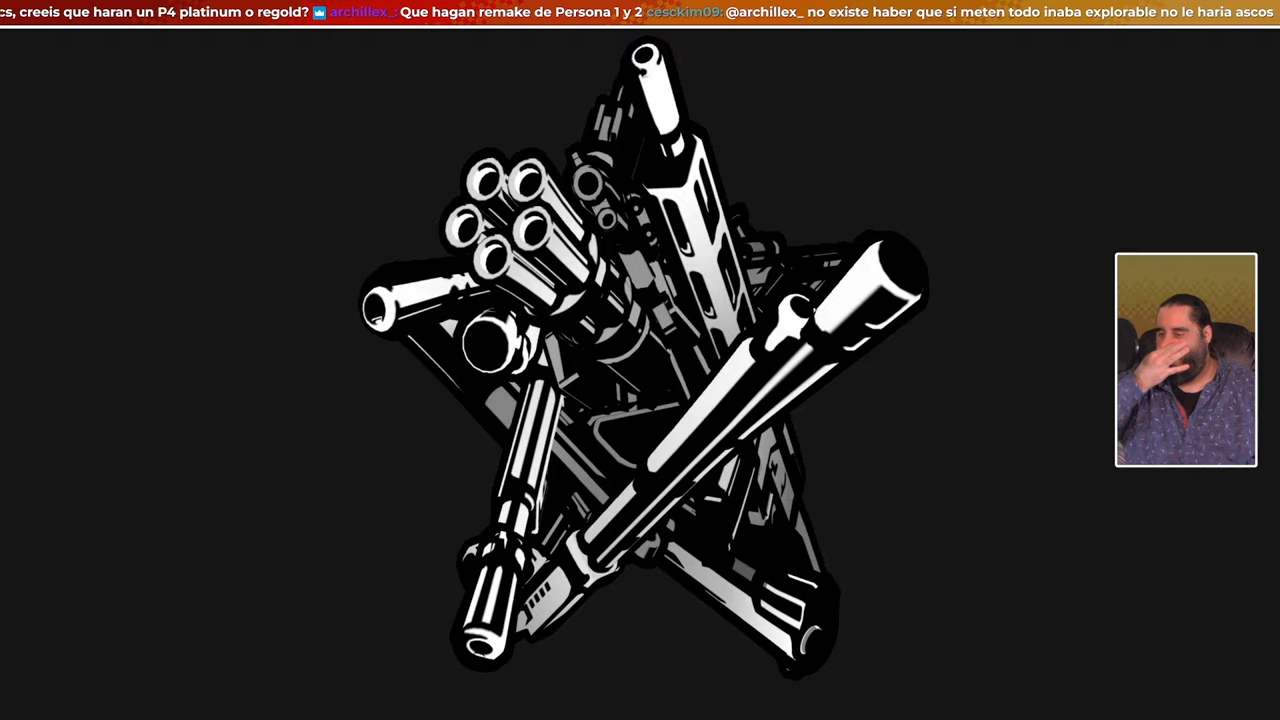 cs, creeis que haran un P4 platinum o regold? archillex_: Que hagan remake de Persona 1 y 2 cesckim09: @archillex_ no existe haber que si meten todo inaba explorable no le haria ascos